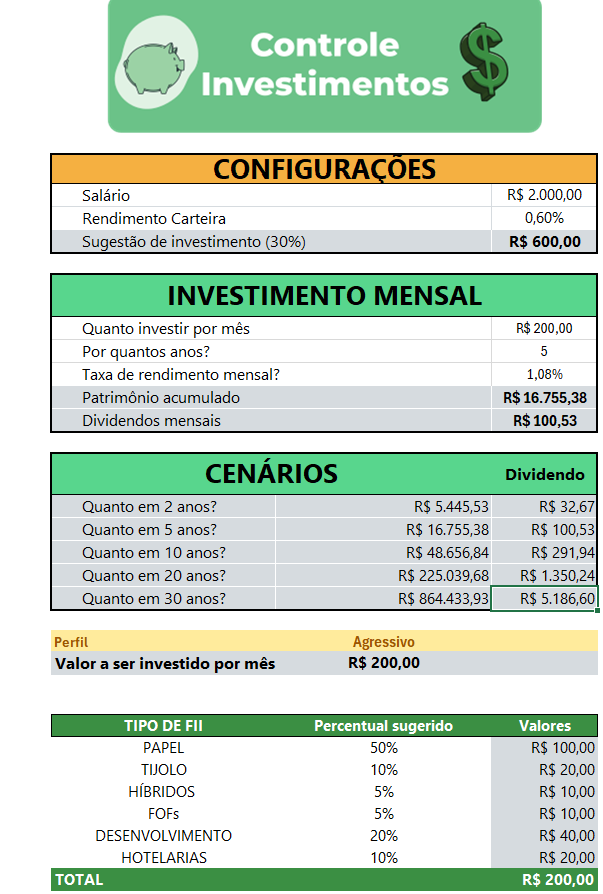 Controle
Investimentos
CONFIGURAÇÕES
Salário R$ 2.000,00
Rendimento Carteira 0,60%
Sugestão de investimento (30%) R$ 600,00
INVESTIMENTO MENSAL
Quanto investir por mês R$ 200,00
Por quantos anos? 5
Taxa de rendimento mensal? 1,08%
Patrimônio acumulado R$ 16.755,38
Dividendos mensais R$ 100,53
CENÁRIOS Dividendo
Quanto em 2 anos? R$ 5.445,53 R$ 32,67
Quanto em 5 anos? R$ 16.755,38 R$ 100,53
Quanto em 10 anos? R$ 48.656,84 R$ 291,94
Quanto em 20 anos? R$ 225.039,68 R$ 1.350,24
Quanto em 30 anos? R$ 864.433,93 R$ 5.186,60
Perfil Agressivo
Valor a ser investido por mês R$ 200,00
TIPO DE FII Percentual sugerido Valores
PAPEL 50% R$ 100,00
TIJOLO 10% R$ 20,00
HÍBRIDOS 5% R$ 10,00
FOFs 5% R$ 10,00
DESENVOLVIMENTO 20% R$ 40,00
HOTELARIAS 10% R$ 20,00
TOTAL R$ 200,00